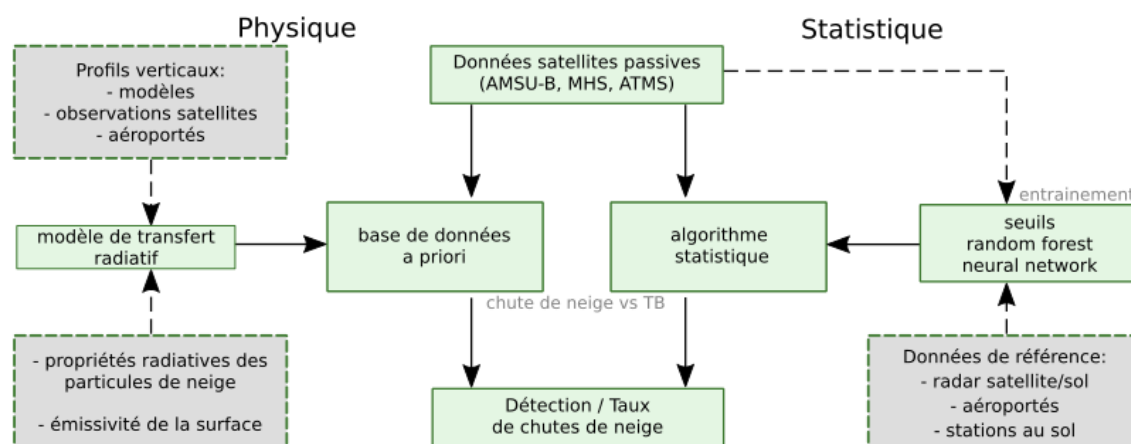 Physique
Statistique
Profils verticaux:
- modèles
- observations satellites
- aéroportés
Données satellites passives
(AMSU-B, MHS, ATMS)
entrainement
modèle de transfert
radiatif
base de données
a priori
algorithme
statistique
seuils
random forest
neural network
chute de neige vs TB
- propriétés radiatives des
particules de neige
- émissivité de la surface
Détection / Taux
de chutes de neige
Données de référence:
- radar satellite/sol
- aéroportés
- stations au sol